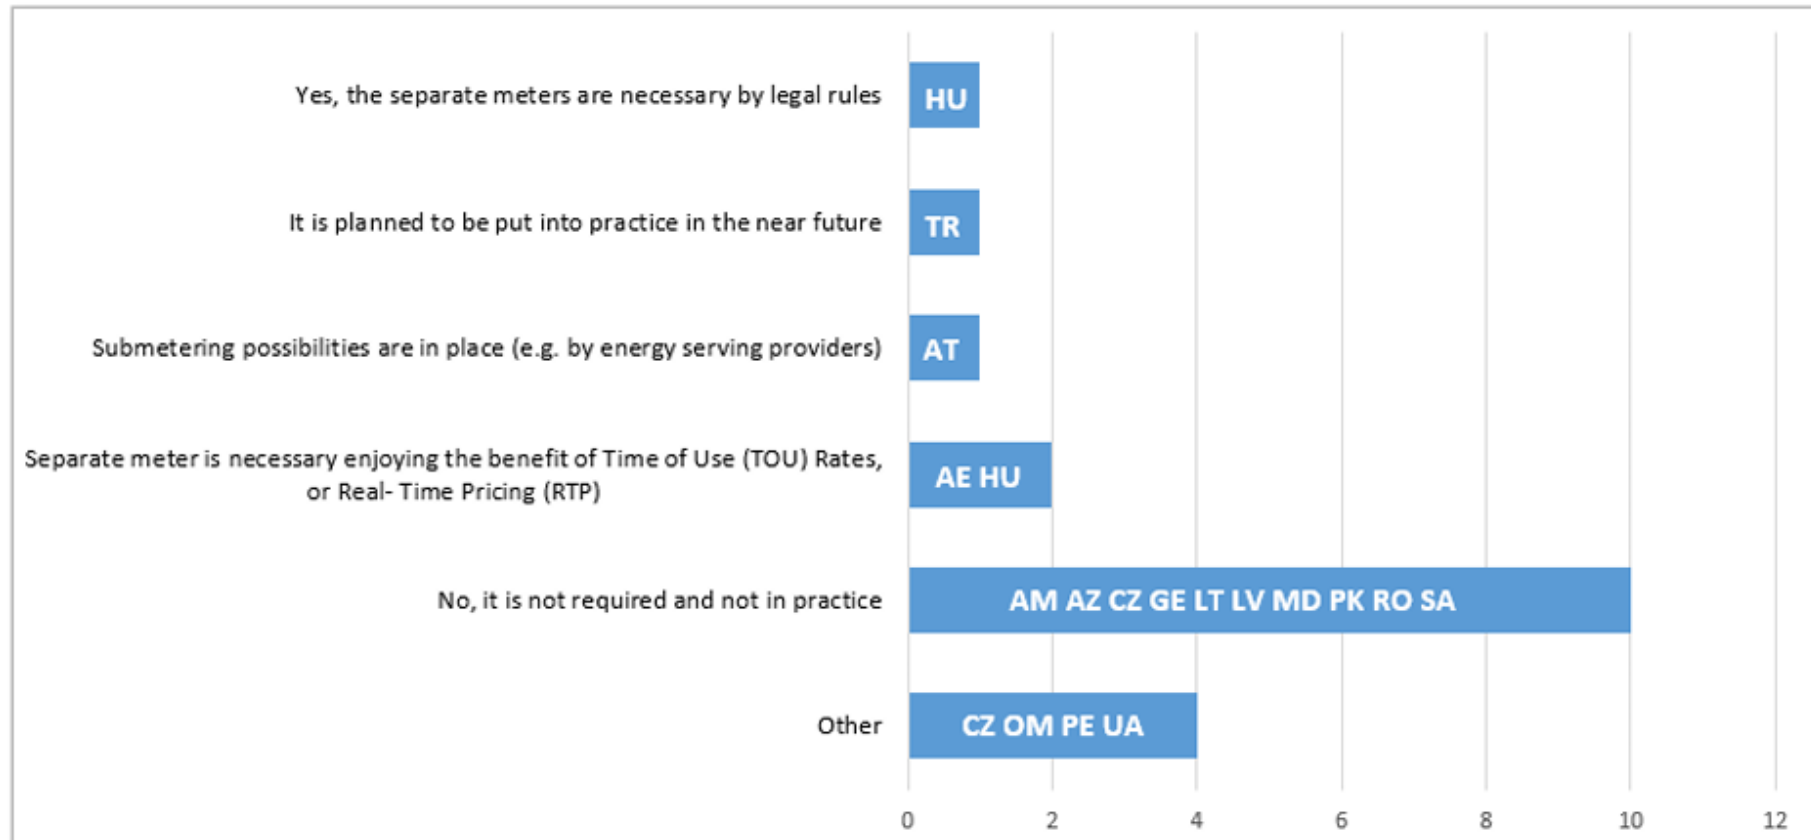 Yes, the separate meters are necessary by legal rules
HU
It is planned to be put into practice in the near future
TR
Submetering possibilities are in place (e.g. by energy serving providers)
AT
Separate meter is necessary enjoying the benefit of Time of Use (TOU) Rates,
or Real- Time Pricing (RTP)
AE HU
No, it is not required and not in practice
AM AZ CZ GE LT LV MD PK RO SA
Other
CZ OM PE UA
0 2 4 6 8 10 12